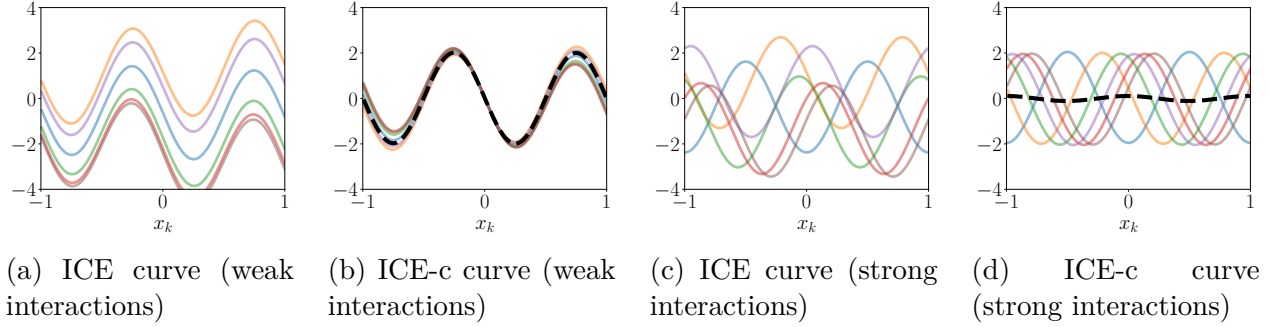 4
2
0
−2
−4
−1
0
1
x_k
4
2
0
−2
−4
−1
0
1
x_k
4
2
0
−2
−4
−1
0
1
x_k
4
2
0
−2
−4
−1
0
1
x_k
(a) ICE curve (weak
interactions)
(b) ICE-c curve (weak
interactions)
(c) ICE curve (strong
interactions)
(d) ICE-c curve
(strong interactions)